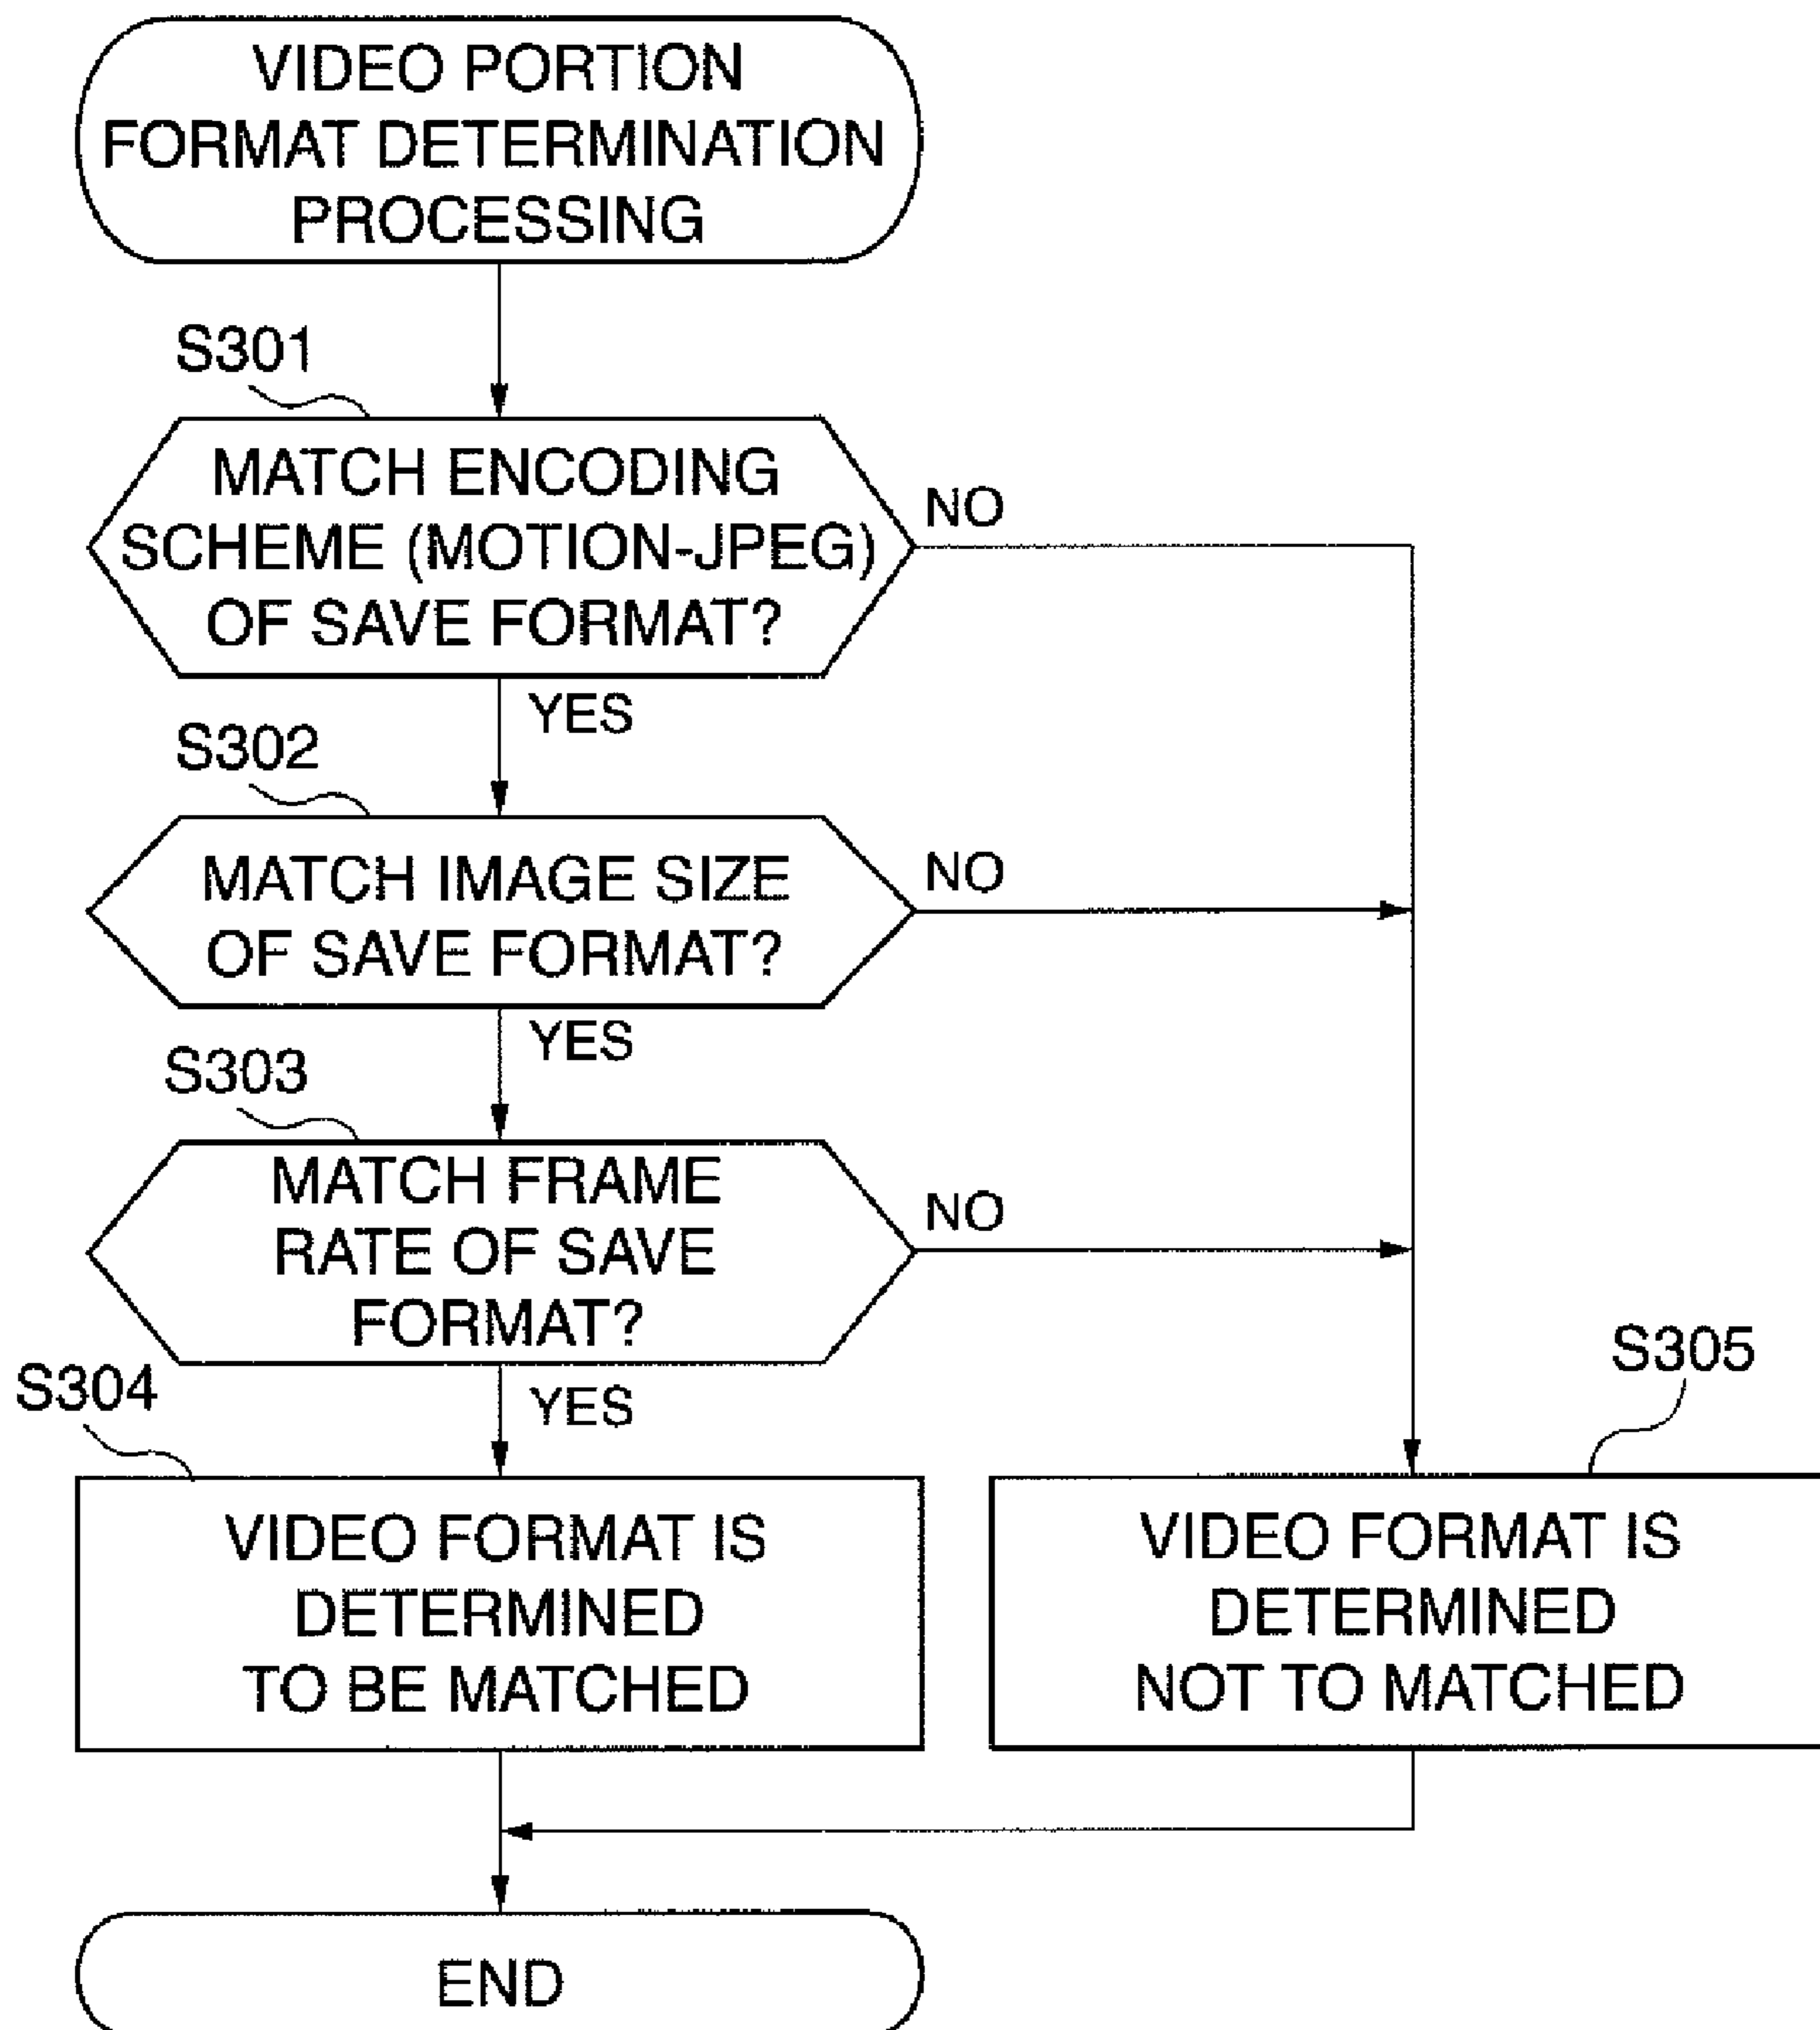 VIDEO PORTION
FORMAT DETERMINATION
PROCESSING
S301
MATCH ENCODING
SCHEME (MOTION-JPEG)
OF SAVE FORMAT?
NO
YES
S302
MATCH IMAGE SIZE
OF SAVE FORMAT?
NO
YES
S303
MATCH FRAME
RATE OF SAVE
FORMAT?
NO
YES
S304
VIDEO FORMAT IS
DETERMINED
TO BE MATCHED
S305
VIDEO FORMAT IS
DETERMINED
NOT TO MATCHED
END